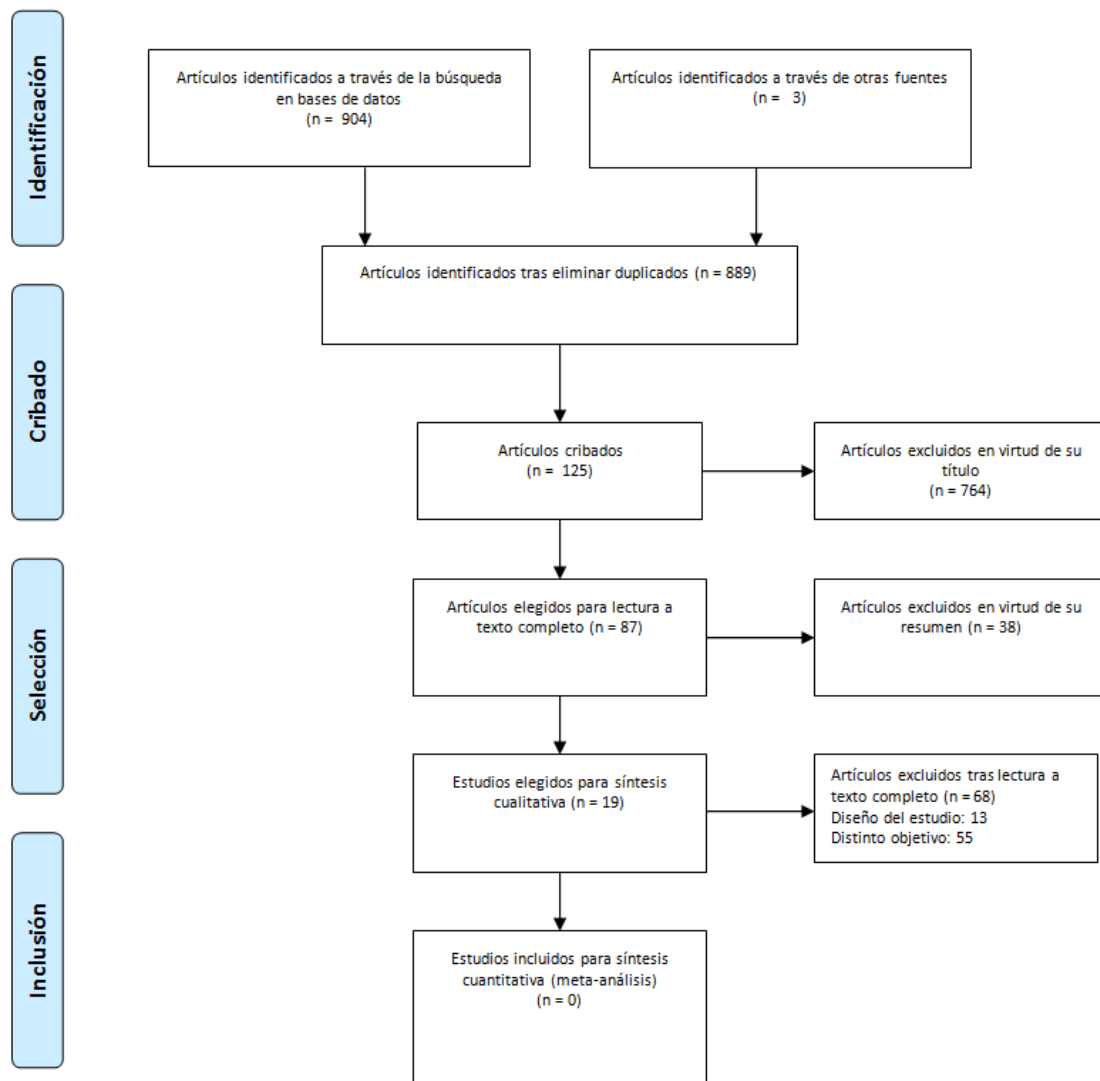 Identificación
Artículos identificados a través de la búsqueda
en bases de datos
(n = 904)
Artículos identificados a través de otras fuentes
(n = 3)
Artículos identificados tras eliminar duplicados (n = 889)
Cribado
Artículos cribados
(n = 125)
Artículos excluidos en virtud de su
título
(n = 764)
Selección
Artículos elegidos para lectura a
texto completo (n = 87)
Artículos excluidos en virtud de su
resumen (n = 38)
Estudios elegidos para síntesis
cualitativa (n = 19)
Artículos excluidos tras lectura a
texto completo (n = 68)
Diseño del estudio: 13
Distinto objetivo: 55
Inclusión
Estudios incluidos para síntesis
cuantitativa (meta-análisis)
(n = 0)